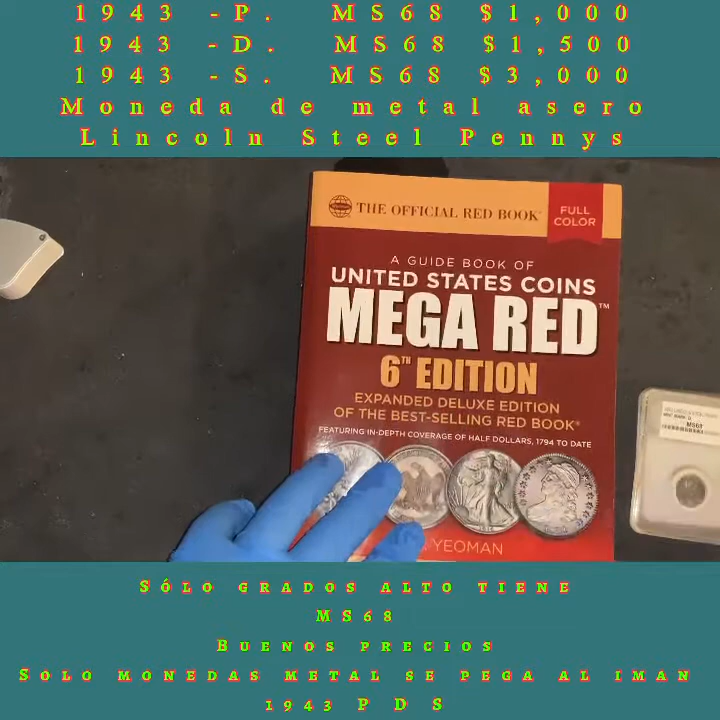 1943 -P. MS68 $1,000
1943 -D. MS68 $1,500
1943 -S. MS68 $3,000
Moneda de metal asero
Lincoln Steel Pennys
THE OFFICIAL RED BOOK®
FULL
COLOR
A GUIDE BOOK OF
UNITED STATES COINS
MEGA RED™
6TH EDITION
EXPANDED DELUXE EDITION
OF THE BEST-SELLING RED BOOK®
FEATURING IN-DEPTH COVERAGE OF HALF DOLLARS, 1794 TO DATE
YEOMAN
MS68
Sólo grados alto tiene
MS68
Buenos precios
Solo monedas metal se pega al iman
1943 P D S